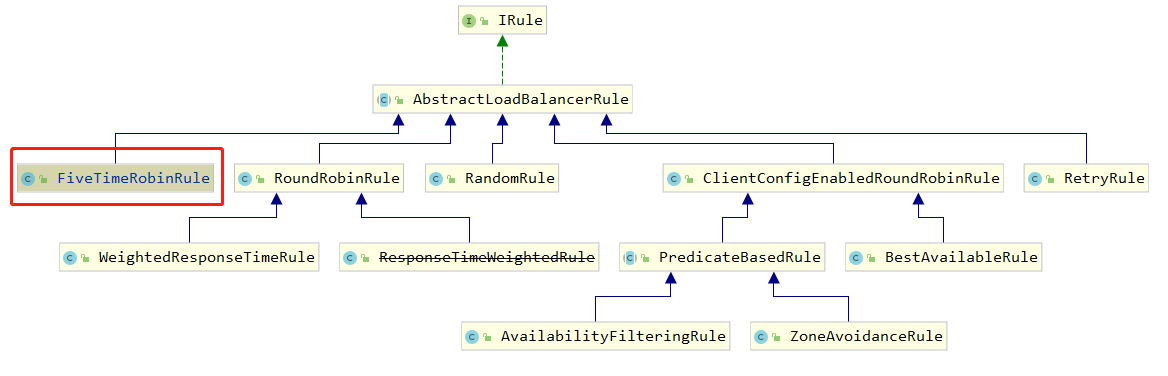 IRule
AbstractLoadBalancerRule
FiveTimeRobinRule
RoundRobinRule
RandomRule
ClientConfigEnabledRoundRobinRule
RetryRule
WeightedResponseTimeRule
ResponseTimeWeightedRule
PredicateBasedRule
BestAvailableRule
AvailabilityFilteringRule
ZoneAvoidanceRule